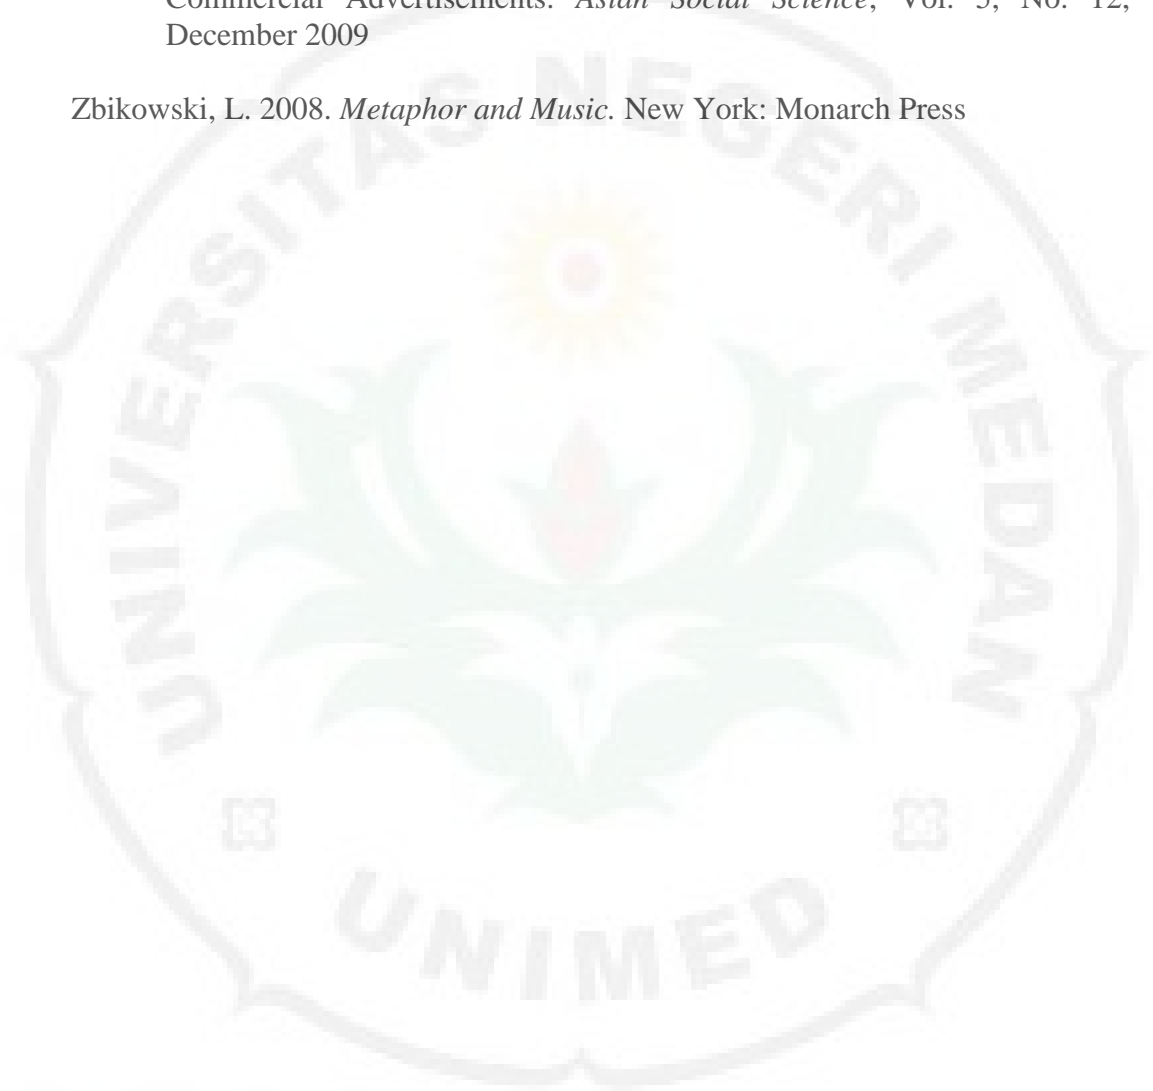 Commercial Advertisements. Asian Social Science, Vol. 5, No. 12,
December 2009
Zbikowski, L. 2008. Metaphor and Music. New York: Monarch Press
UNIVERSITAS NEGERI MEDAN
UNIMED